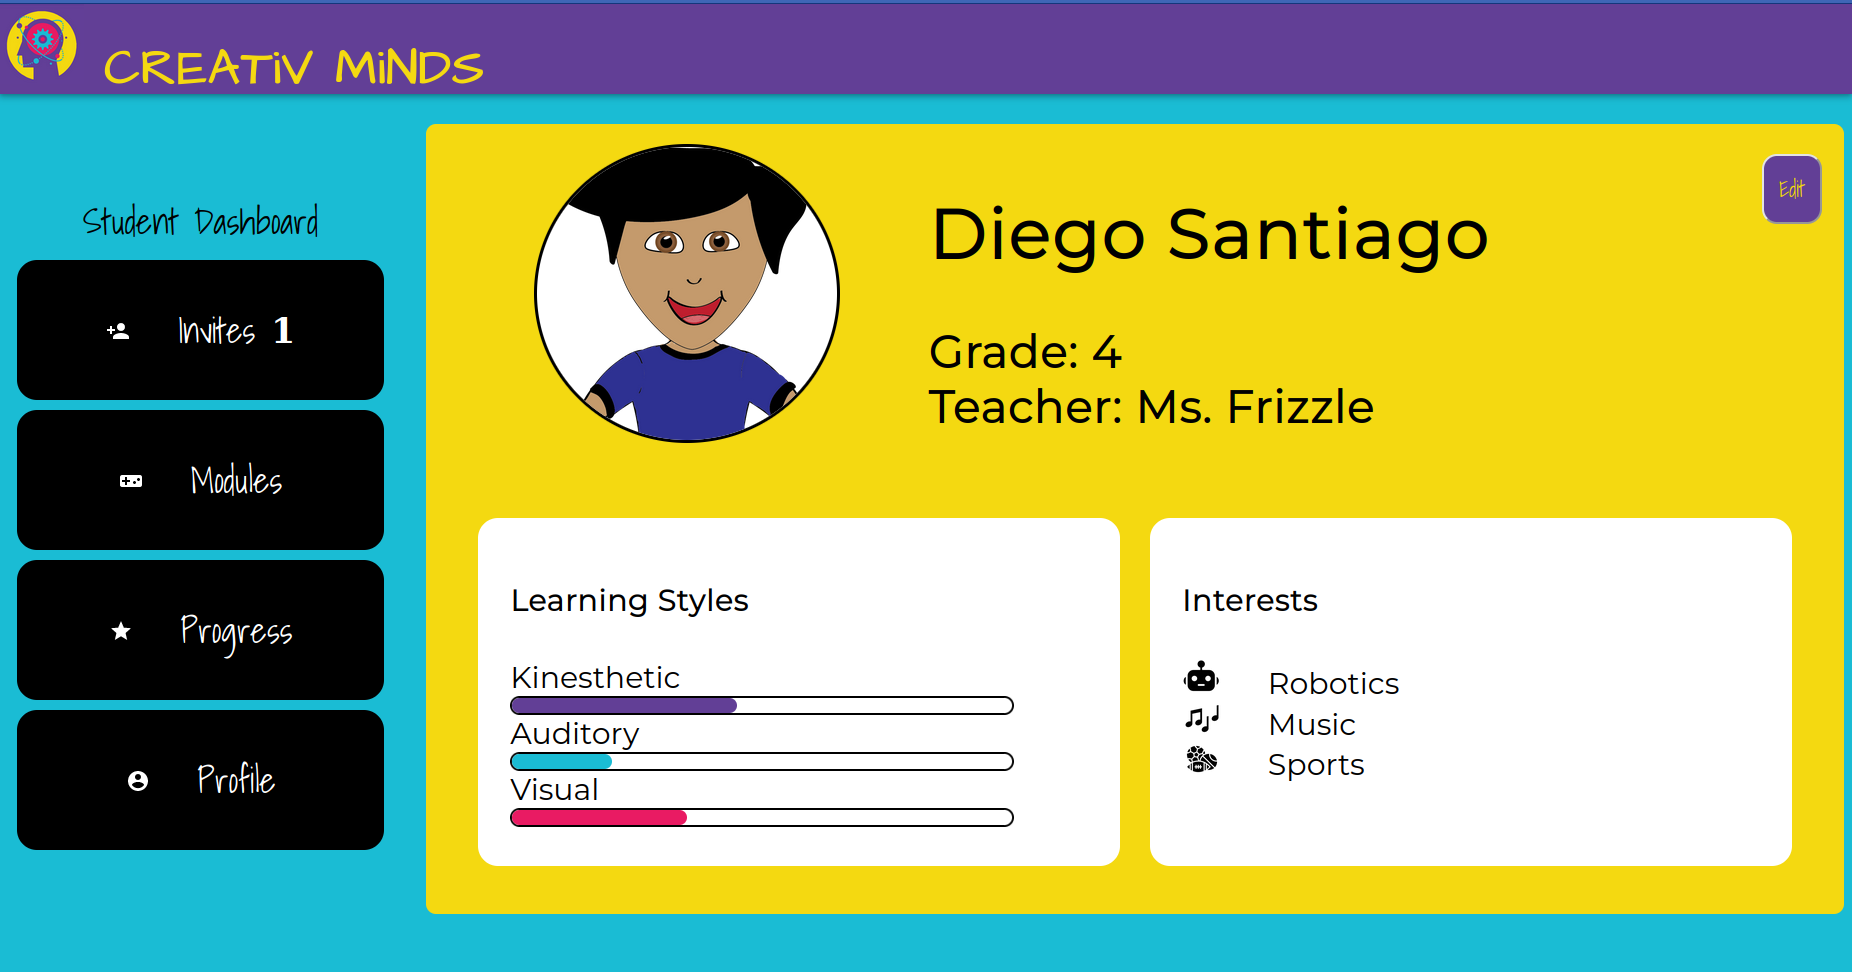 CREATiV MiNDS
Student Dashboard
Invites 1
Modules
Progress
Profile
Edit
Diego Santiago
Grade: 4
Teacher: Ms. Frizzle
Learning Styles
Kinesthetic
Auditory
Visual
Interests
Robotics
Music
Sports